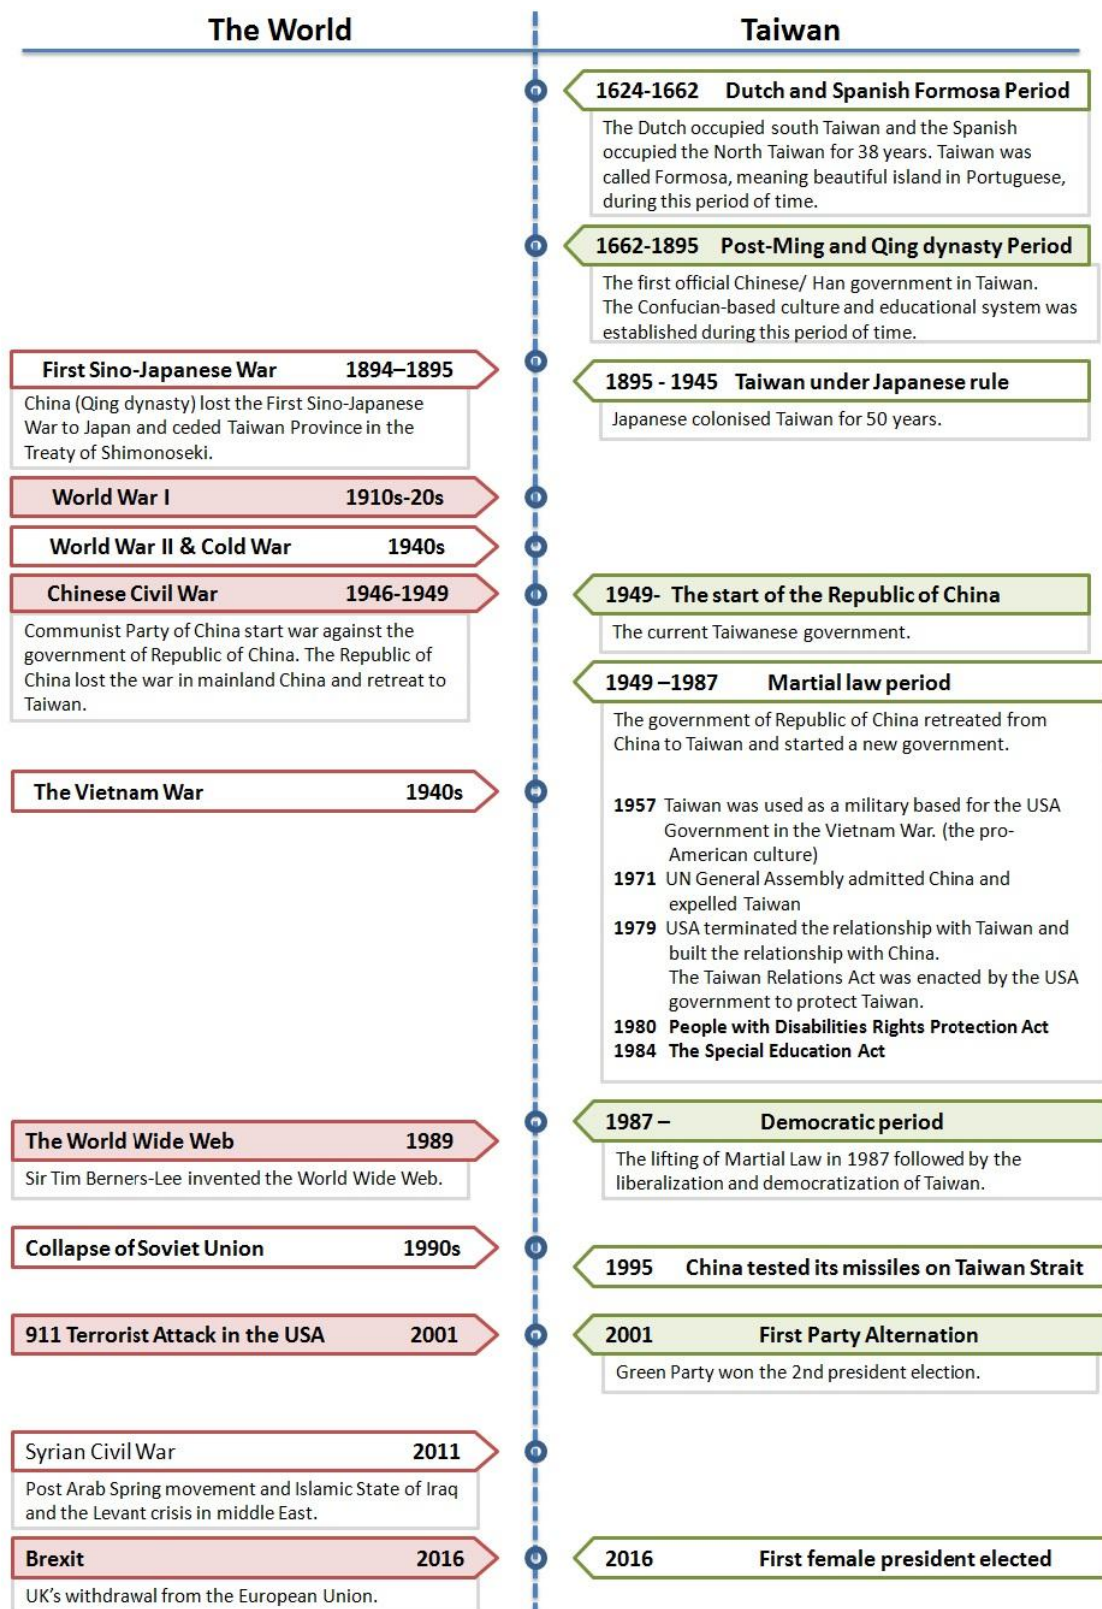 The World
Taiwan
1624-1662 Dutch and Spanish Formosa Period
The Dutch occupied south Taiwan and the Spanish
occupied the North Taiwan for 38 years. Taiwan was
called Formosa, meaning beautiful island in Portuguese,
during this period of time.
1662-1895 Post-Ming and Qing dynasty Period
The first official Chinese/ Han government in Taiwan.
The Confucian-based culture and educational system was
established during this period of time.
First Sino-Japanese War 1894–1895
China (Qing dynasty) lost the First Sino-Japanese
War to Japan and ceded Taiwan Province in the
Treaty of Shimonoseki.
1895 - 1945 Taiwan under Japanese rule
Japanese colonised Taiwan for 50 years.
World War I 1910s-20s
World War II & Cold War 1940s
Chinese Civil War 1946-1949
Communist Party of China start war against the
government of Republic of China. The Republic of
China lost the war in mainland China and retreat to
Taiwan.
1949- The start of the Republic of China
The current Taiwanese government.
1949 –1987 Martial law period
The government of Republic of China retreated from
China to Taiwan and started a new government.
The Vietnam War 1940s
1957 Taiwan was used as a military based for the USA
Government in the Vietnam War. (the pro-
American culture)
1971 UN General Assembly admitted China and
expelled Taiwan
1979 USA terminated the relationship with Taiwan and
built the relationship with China.
The Taiwan Relations Act was enacted by the USA
government to protect Taiwan.
1980 People with Disabilities Rights Protection Act
1984 The Special Education Act
The World Wide Web 1989
Sir Tim Berners-Lee invented the World Wide Web.
1987 – Democratic period
The lifting of Martial Law in 1987 followed by the
liberalization and democratization of Taiwan.
Collapse of Soviet Union 1990s
1995 China tested its missiles on Taiwan Strait
911 Terrorist Attack in the USA 2001
2001 First Party Alternation
Green Party won the 2nd president election.
Syrian Civil War 2011
Post Arab Spring movement and Islamic State of Iraq
and the Levant crisis in middle East.
Brexit 2016
UK's withdrawal from the European Union.
2016 First female president elected